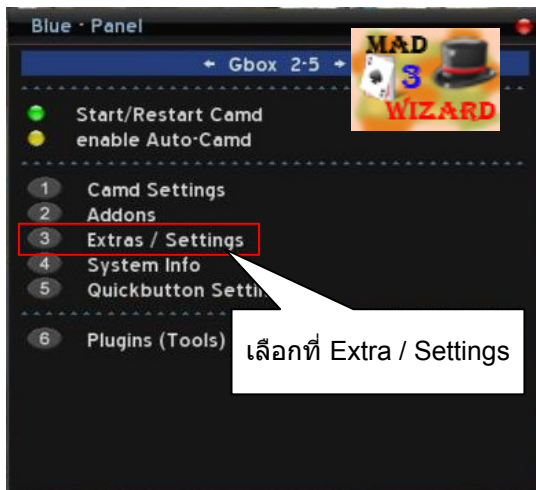 Blue · Panel
← Gbox 2·5 →
MAD
3
WIZARD
Start/Restart Camd
enable Auto·Camd
1 Camd Settings
2 Addons
3 Extras / Settings
4 System Info
5 Quickbutton
6 Plugins (Tools)
เลือกที่ Extra / Settings